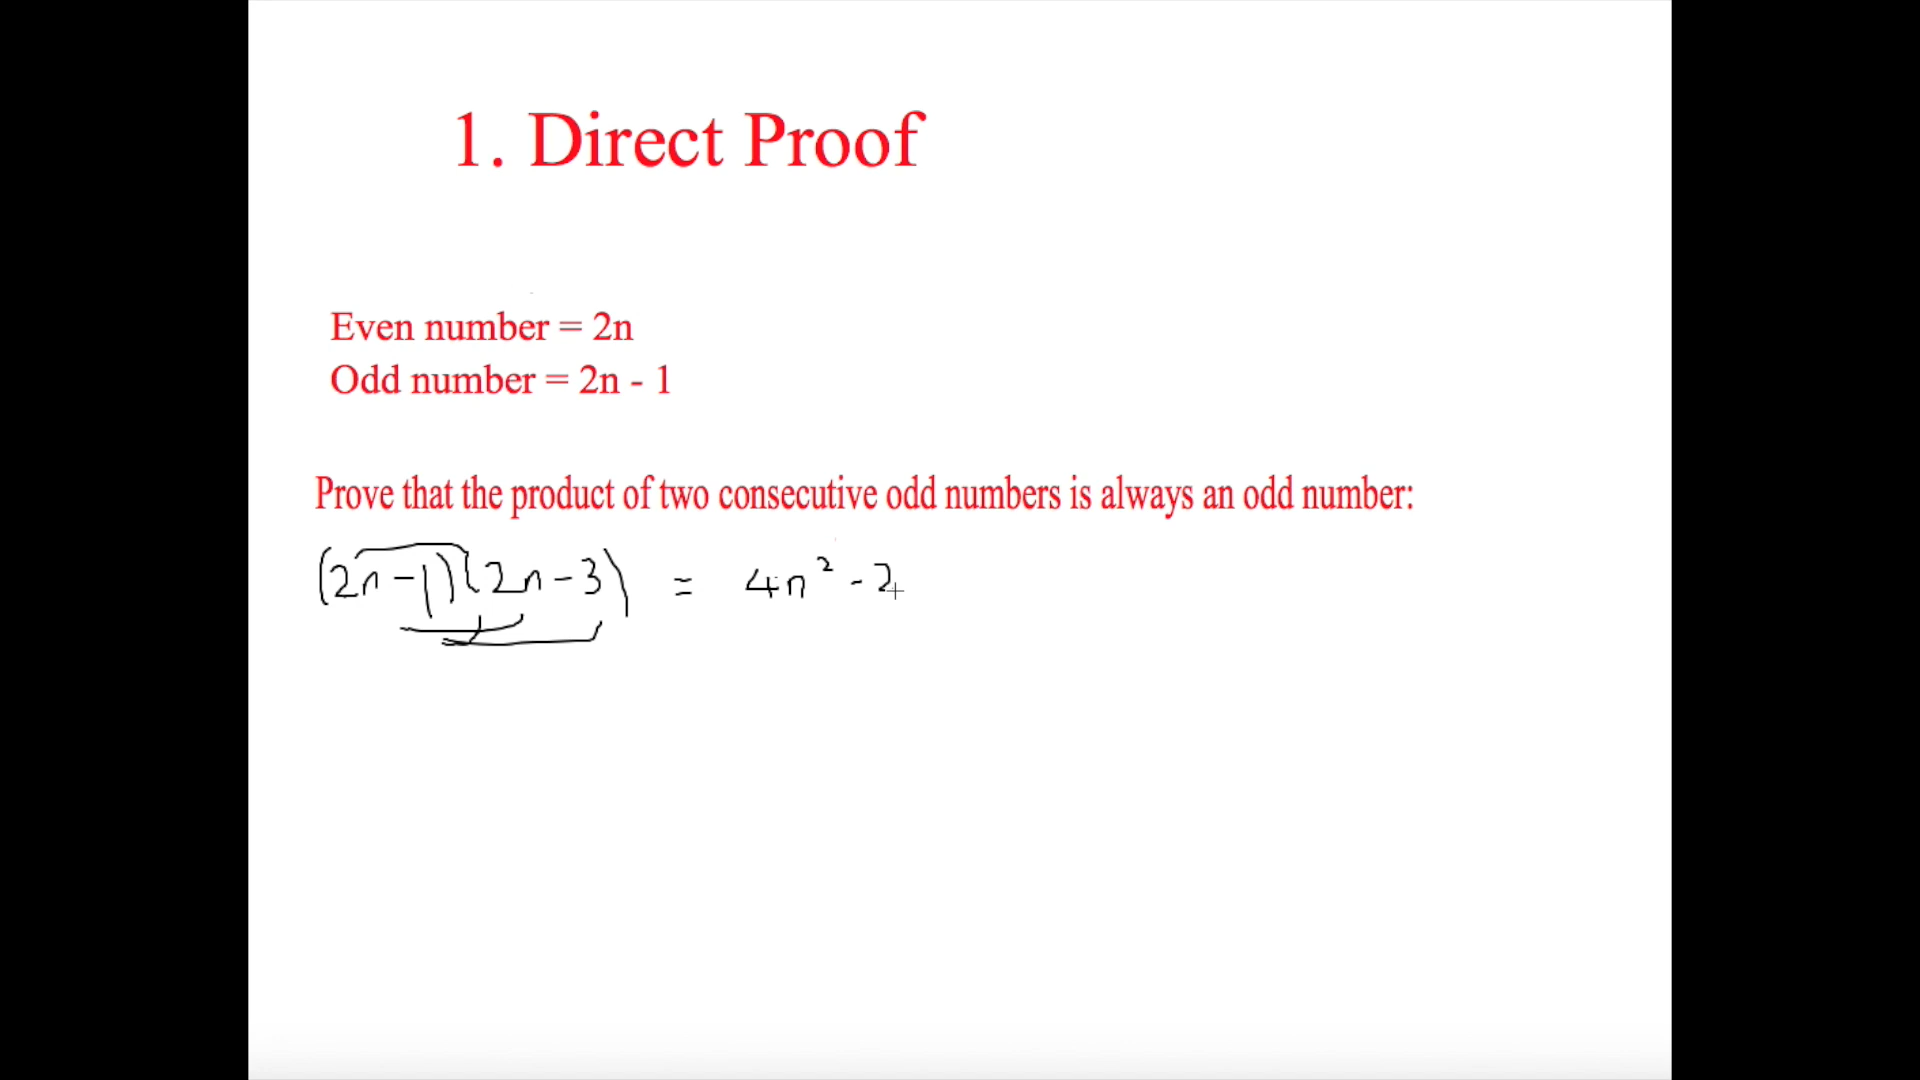 1. Direct Proof
Even number = 2n
Odd number = 2n - 1
Prove that the product of two consecutive odd numbers is always an odd number:
(2n-1)(2n-3) = 4n² - 2